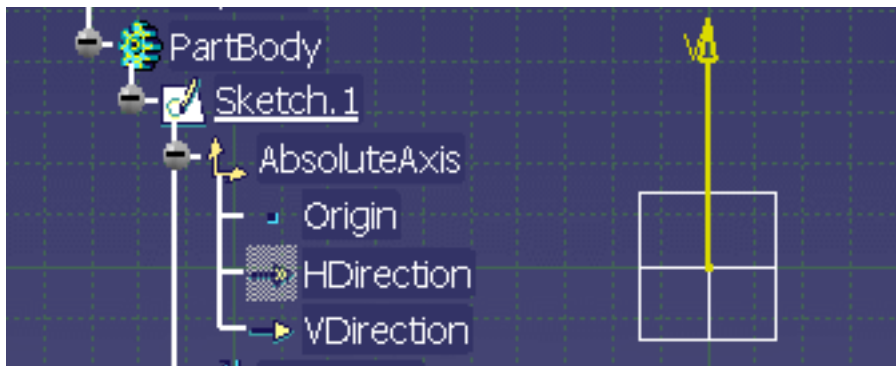 PartBody
V
Sketch.1
AbsoluteAxis
Origin
HDirection
VDirection